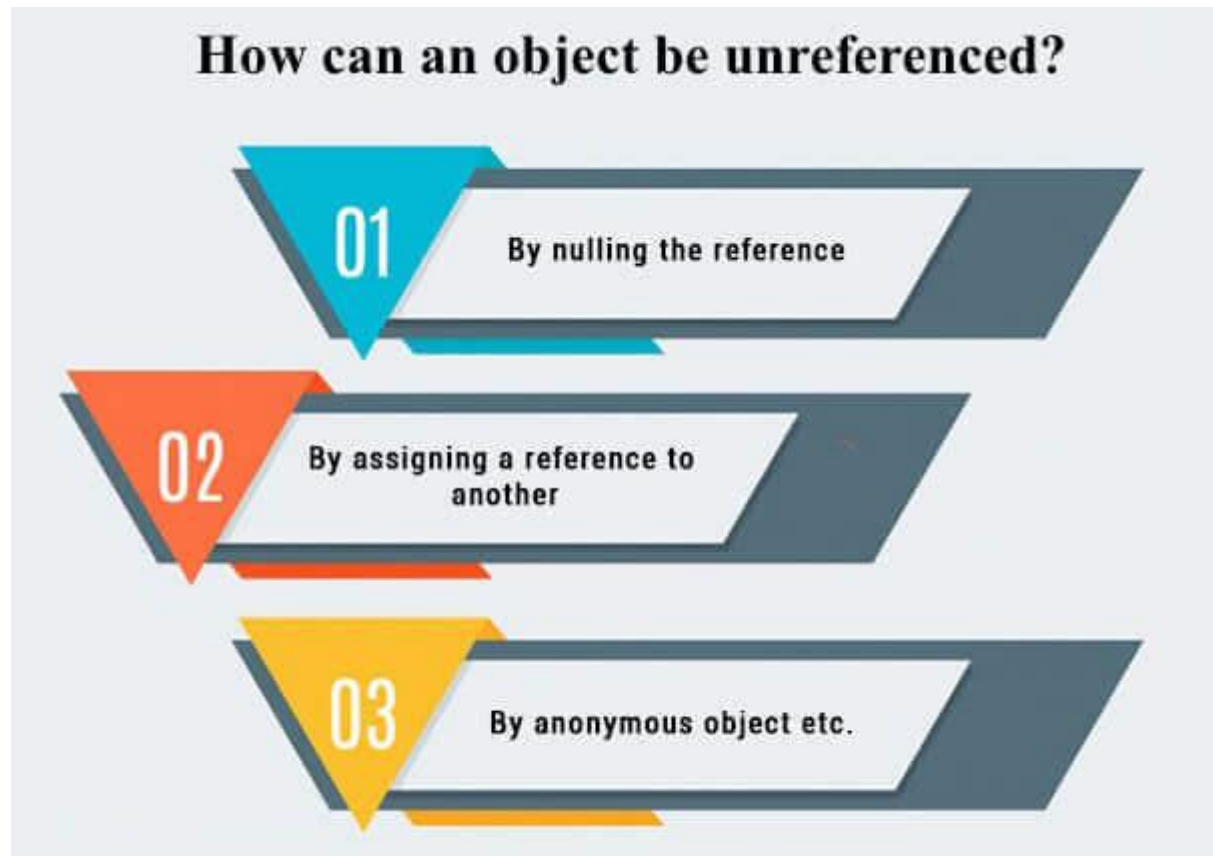 How can an object be unreferenced?
01
By nulling the reference
02
By assigning a reference to
another
03
By anonymous object etc.